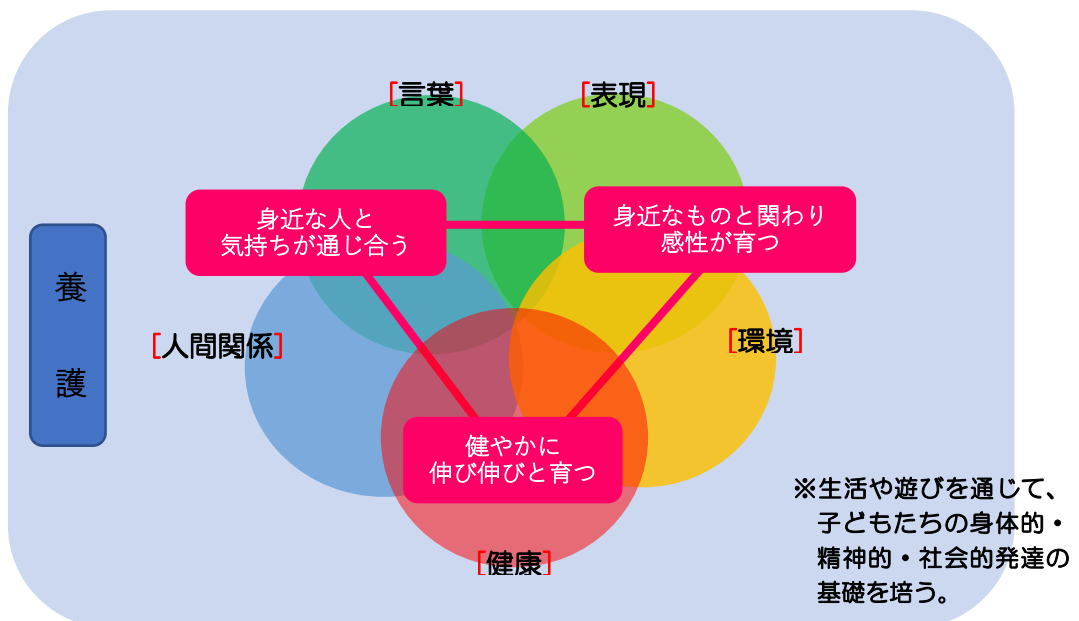 [言葉]
[表現]
身近な人と
気持ちが通じ合う
身近なものと関わり
感性が育つ
養
護
[人間関係]
[環境]
健やかに
伸び伸びと育つ
[健康]
※生活や遊びを通じて、
子どもたちの身体的・
精神的・社会的発達の
基礎を培う。